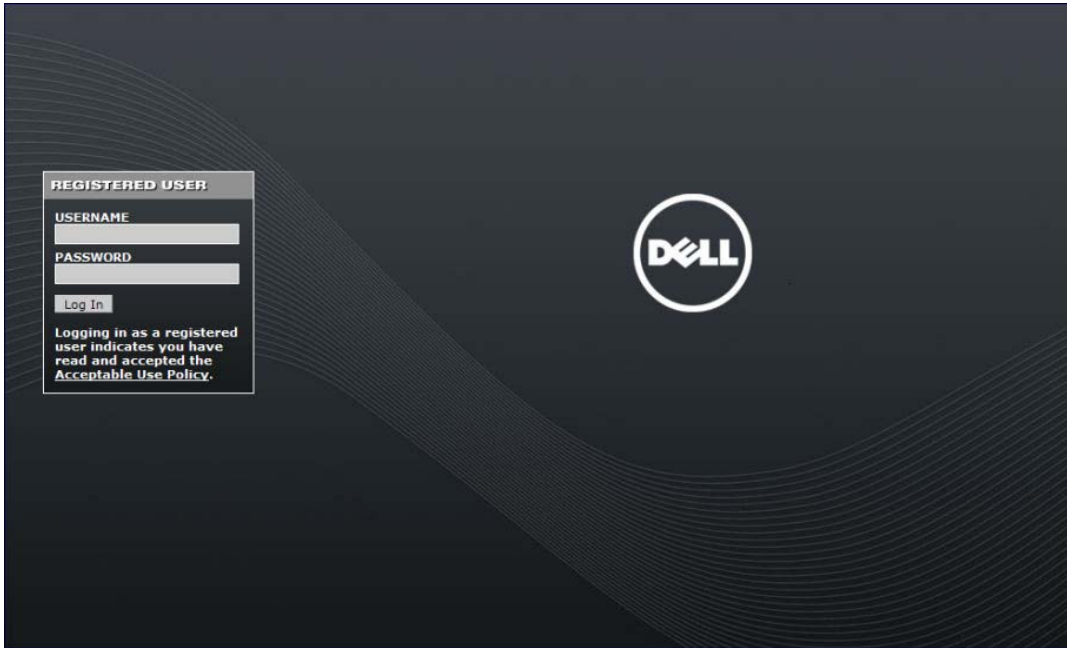 REGISTERED USER
USERNAME
PASSWORD
Log In
Logging in as a registered
user indicates you have
read and accepted the
Acceptable Use Policy.
DELL